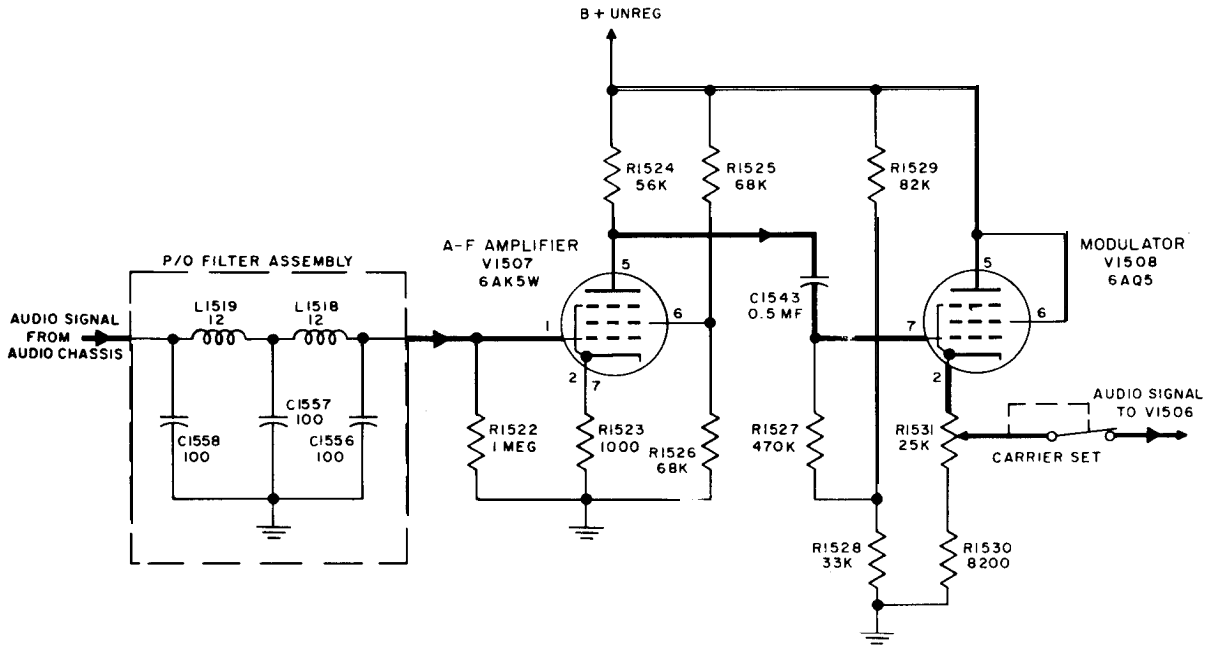 B + UNREG
R1524
56K
R1525
68K
R1529
82K
A-F AMPLIFIER
V1507
6AK5W
5
MODULATOR
V1508
6AQ5
5
P/O FILTER ASSEMBLY
L1519
12
L1518
12
C1543
0.5 MF
AUDIO SIGNAL
FROM
AUDIO CHASSIS
1
6
7
6
2 7
2
C1557
100
C1558
100
C1556
100
R1522
1 MEG
R1523
1000
R1526
68K
R1527
470K
R1531
25K
AUDIO SIGNAL
TO V1506
CARRIER SET
R1528
33K
R1530
8200